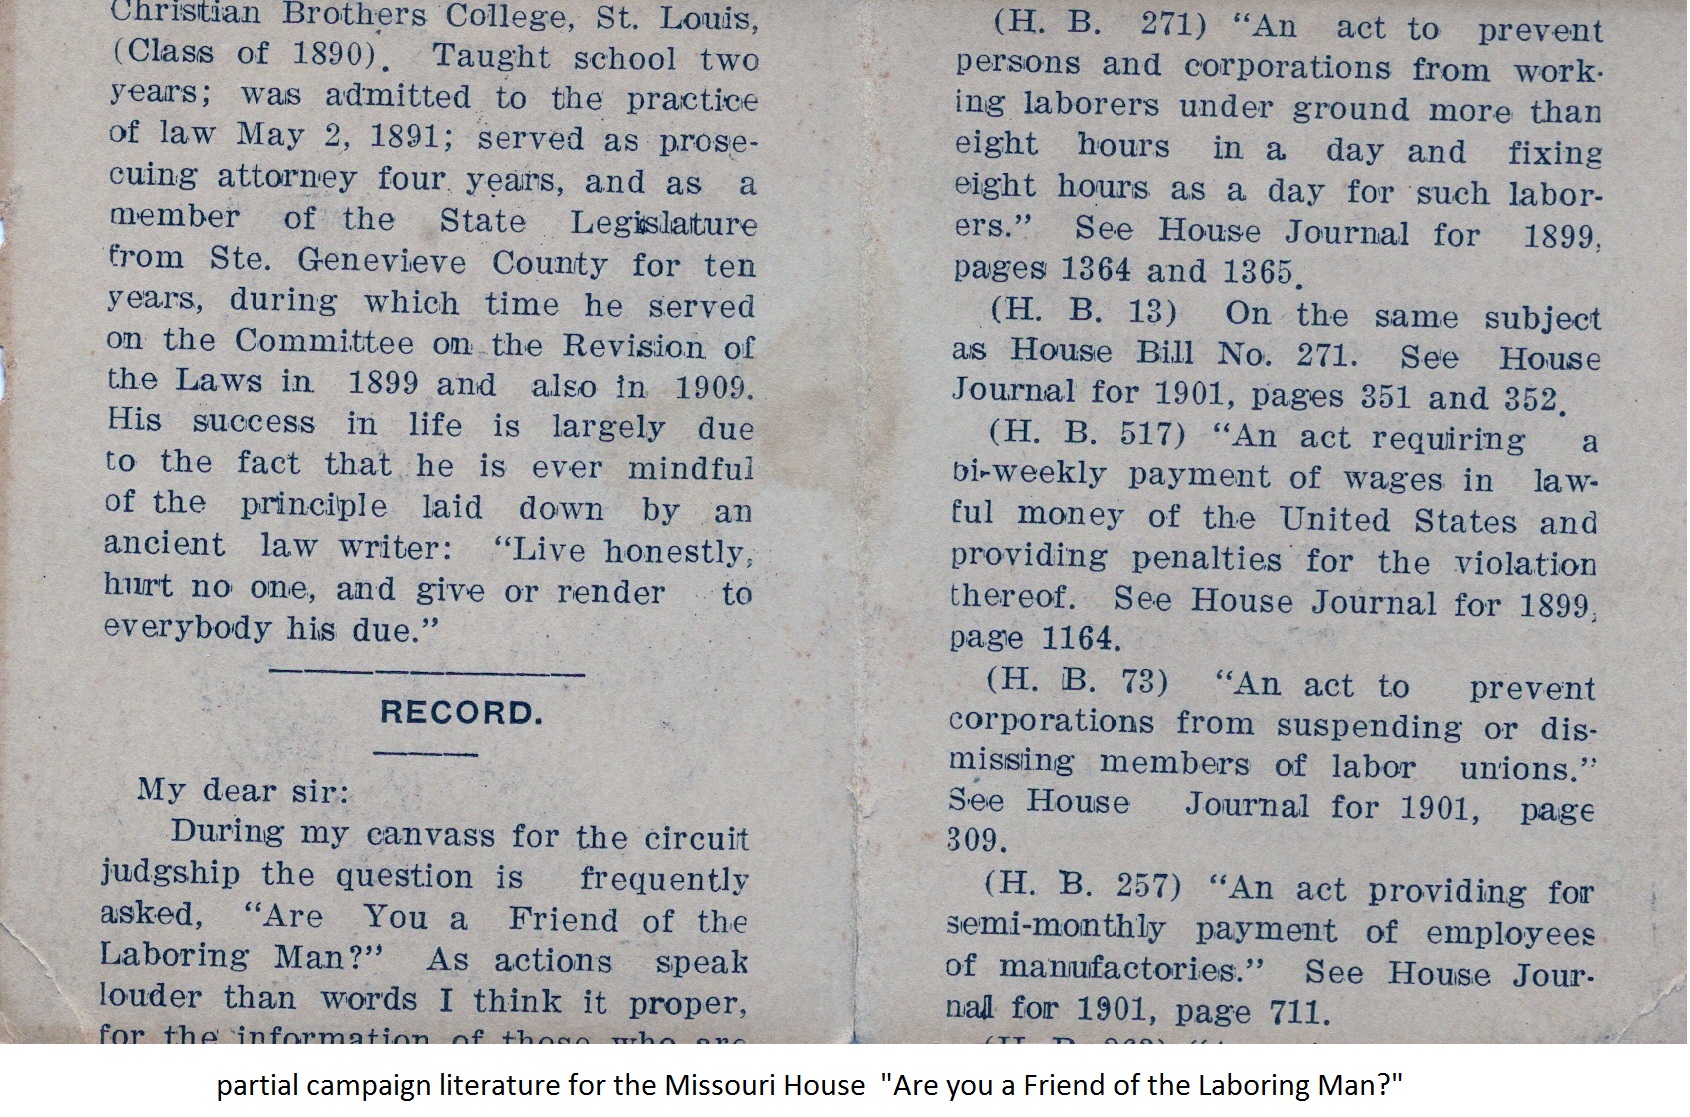 Christian Brothers College, St. Louis,
(Class of 1890). Taught school two
years; was admitted to the practice
of law May 2, 1891; served as prose-
cuing attorney four years, and as a
member of the State Legislature
from Ste. Genevieve County for ten
years, during which time he served
on the Committee on the Revision of
the Laws in 1899 and also in 1909.
His success in life is largely due
to the fact that he is ever mindful
of the principle laid down by an
ancient law writer: “Live honestly,
hurt no one, and give or render to
everybody his due.”
RECORD.
My dear sir:
During my canvass for the circuit
judgship the question is frequently
asked, “Are You a Friend of the
Laboring Man?” As actions speak
louder than words I think it proper,
for the information of those who are
(H. B. 271) “An act to prevent
persons and corporations from work-
ing laborers under ground more than
eight hours in a day and fixing
eight hours as a day for such labor-
ers.” See House Journal for 1899,
pages 1364 and 1365.
(H. B. 13) On the same subject
as House Bill No. 271. See House
Journal for 1901, pages 351 and 352.
(H. B. 517) “An act requiring a
bi-weekly payment of wages in law-
ful money of the United States and
providing penalties for the violation
thereof. See House Journal for 1899,
page 1164.
(H. B. 73) “An act to prevent
corporations from suspending or dis-
missing members of labor unions.”
See House Journal for 1901, page
309.
(H. B. 257) “An act providing for
semi-monthly payment of employees
of manufactories.” See House Jour-
nal for 1901, page 711.
partial campaign literature for the Missouri House "Are you a Friend of the Laboring Man?"